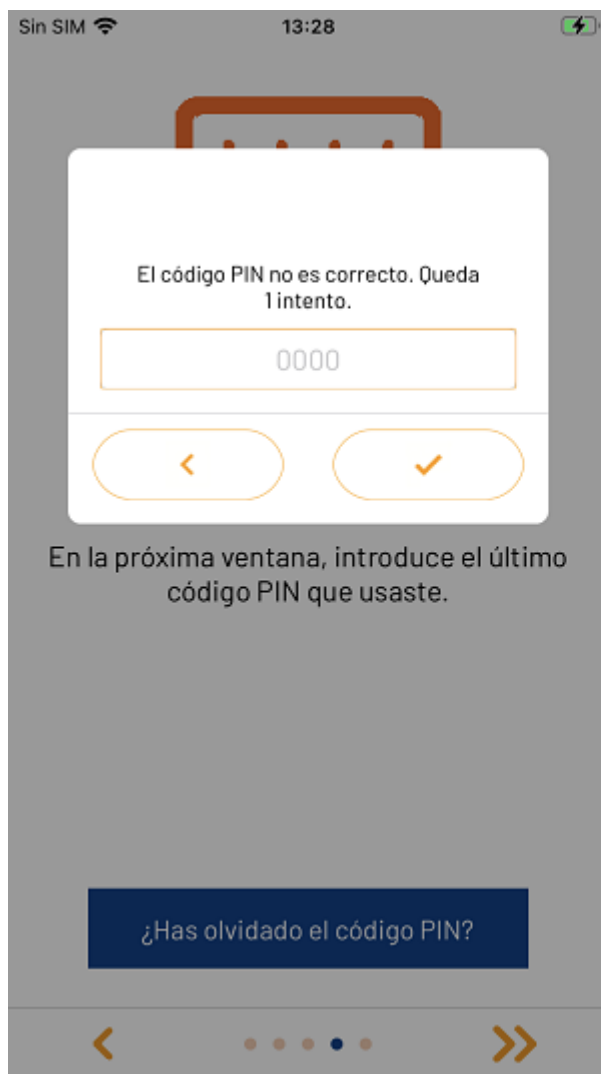 Sin SIM 13:28
El código PIN no es correcto. Queda
1 intento.
0000
En la próxima ventana, introduce el último
código PIN que usaste.
¿Has olvidado el código PIN?